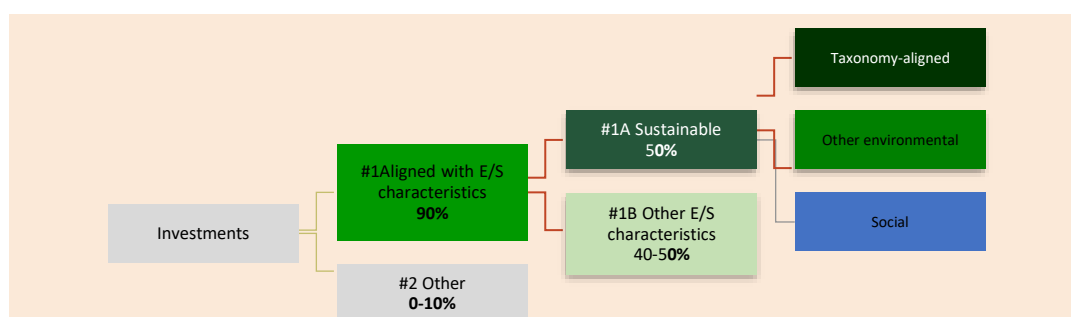 Taxonomy-aligned
#1A Sustainable
50%
Other environmental
#1Aligned with E/S
characteristics
90%
#1B Other E/S
characteristics
40-50%
Social
Investments
#2 Other
0-10%